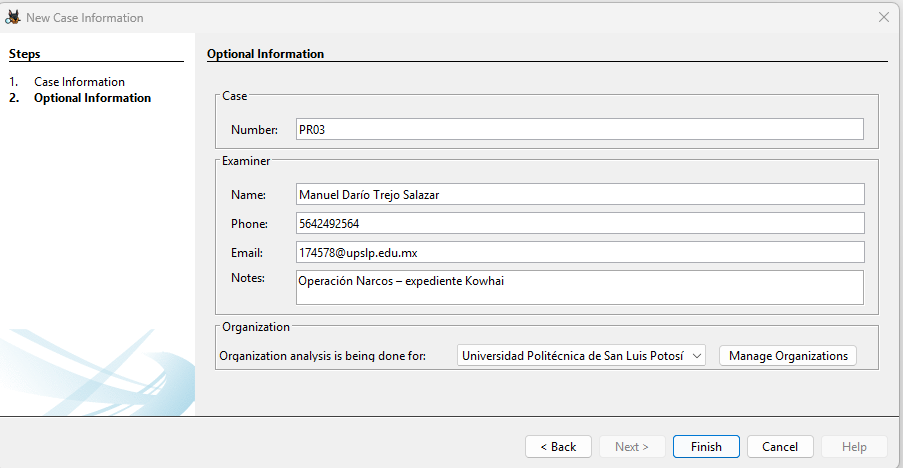 New Case Information
Steps
1. Case Information
2. Optional Information
Optional Information
Case
Number: PR03
Examiner
Name: Manuel Darío Trejo Salazar
Phone: 5642492564
Email: 174578@upslp.edu.mx
Notes: Operación Narcos – expediente Kowhai
Organization
Organization analysis is being done for: Universidad Politécnica de San Luis Potosí Manage Organizations
< Back Next > Finish Cancel Help